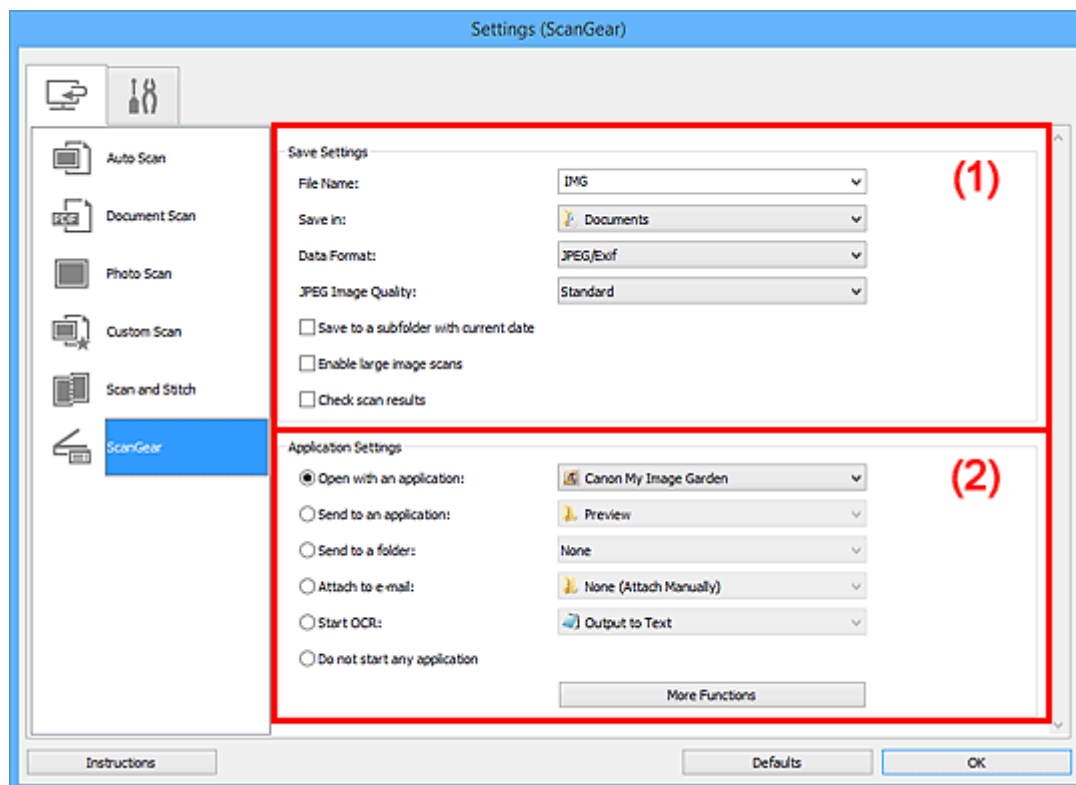 Settings (ScanGear)
Auto Scan
Document Scan
Photo Scan
Custom Scan
Scan and Stitch
ScanGear
Save Settings
(1)
File Name: IMG
Save in: Documents
Data Format: JPEG/Exif
JPEG Image Quality: Standard
Save to a subfolder with current date
Enable large image scans
Check scan results
Application Settings
(2)
Open with an application: Canon My Image Garden
Send to an application: Preview
Send to a folder: None
Attach to e-mail: None (Attach Manually)
Start OCR: Output to Text
Do not start any application
More Functions
Instructions Defaults OK